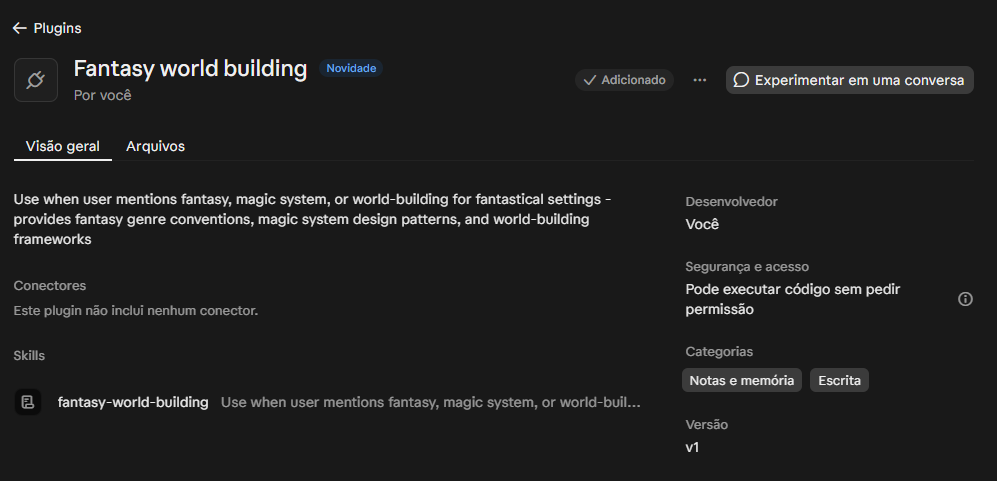 Plugins
Fantasy world building
Novidade
Por você
Adicionado
Experimentar em uma conversa
Visão geral
Arquivos
Use when user mentions fantasy, magic system, or world-building for fantastical settings -
provides fantasy genre conventions, magic system design patterns, and world-building
frameworks
Conectores
Este plugin não inclui nenhum conector.
Skills
fantasy-world-building Use when user mentions fantasy, magic system, or world-buil...
Desenvolvedor
Você
Segurança e acesso
Pode executar código sem pedir
permissão
Categorias
Notas e memória
Escrita
Versão
v1